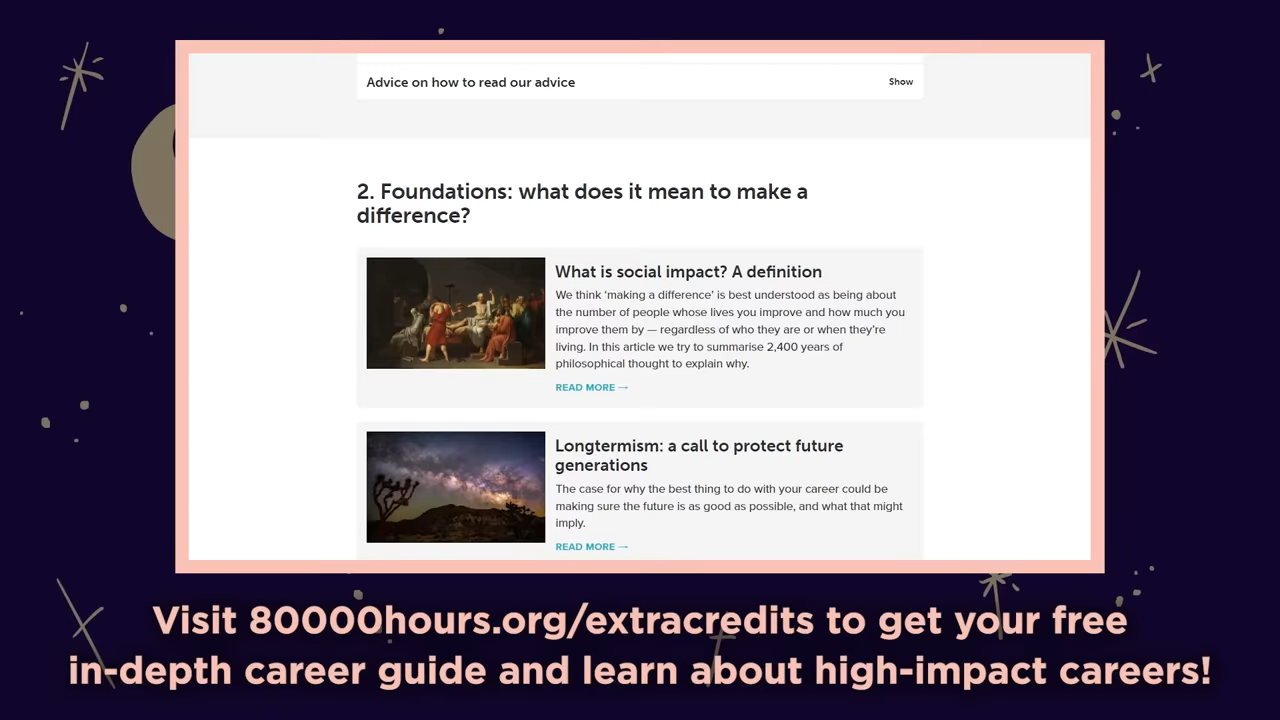 Advice on how to read our advice
Show
2. Foundations: what does it mean to make a
difference?
What is social impact? A definition
We think ‘making a difference’ is best understood as being about
the number of people whose lives you improve and how much you
improve them by — regardless of who they are or when they’re
living. In this article we try to summarise 2,400 years of
philosophical thought to explain why.
READ MORE →
Longtermism: a call to protect future
generations
The case for why the best thing to do with your career could be
making sure the future is as good as possible, and what that might
imply.
READ MORE →
Visit 80000hours.org/extracredits to get your free
in-depth career guide and learn about high-impact careers!